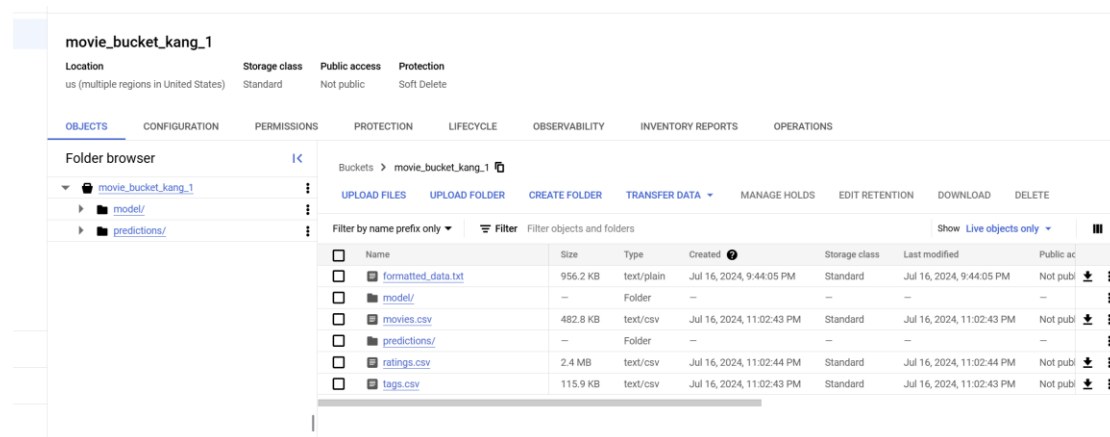 movie_bucket_kang_1
Location Storage class Public access Protection
us (multiple regions in United States) Standard Not public Soft Delete
OBJECTS CONFIGURATION PERMISSIONS PROTECTION LIFECYCLE OBSERVABILITY INVENTORY REPORTS OPERATIONS
Folder browser
movie_bucket_kang_1
model/
predictions/
Buckets > movie_bucket_kang_1
UPLOAD FILES UPLOAD FOLDER CREATE FOLDER TRANSFER DATA MANAGE HOLDS EDIT RETENTION DOWNLOAD DELETE
Filter by name prefix only Filter Filter objects and folders Show Live objects only
Name Size Type Created Storage class Last modified Public ac
formatted_data.txt 956.2 KB text/plain Jul 16, 2024, 9:44:05 PM Standard Jul 16, 2024, 9:44:05 PM Not publ
model/ — Folder — — — —
movies.csv 482.8 KB text/csv Jul 16, 2024, 11:02:43 PM Standard Jul 16, 2024, 11:02:43 PM Not publ
predictions/ — Folder — — — —
ratings.csv 2.4 MB text/csv Jul 16, 2024, 11:02:44 PM Standard Jul 16, 2024, 11:02:44 PM Not publ
tags.csv 115.9 KB text/csv Jul 16, 2024, 11:02:43 PM Standard Jul 16, 2024, 11:02:43 PM Not publ